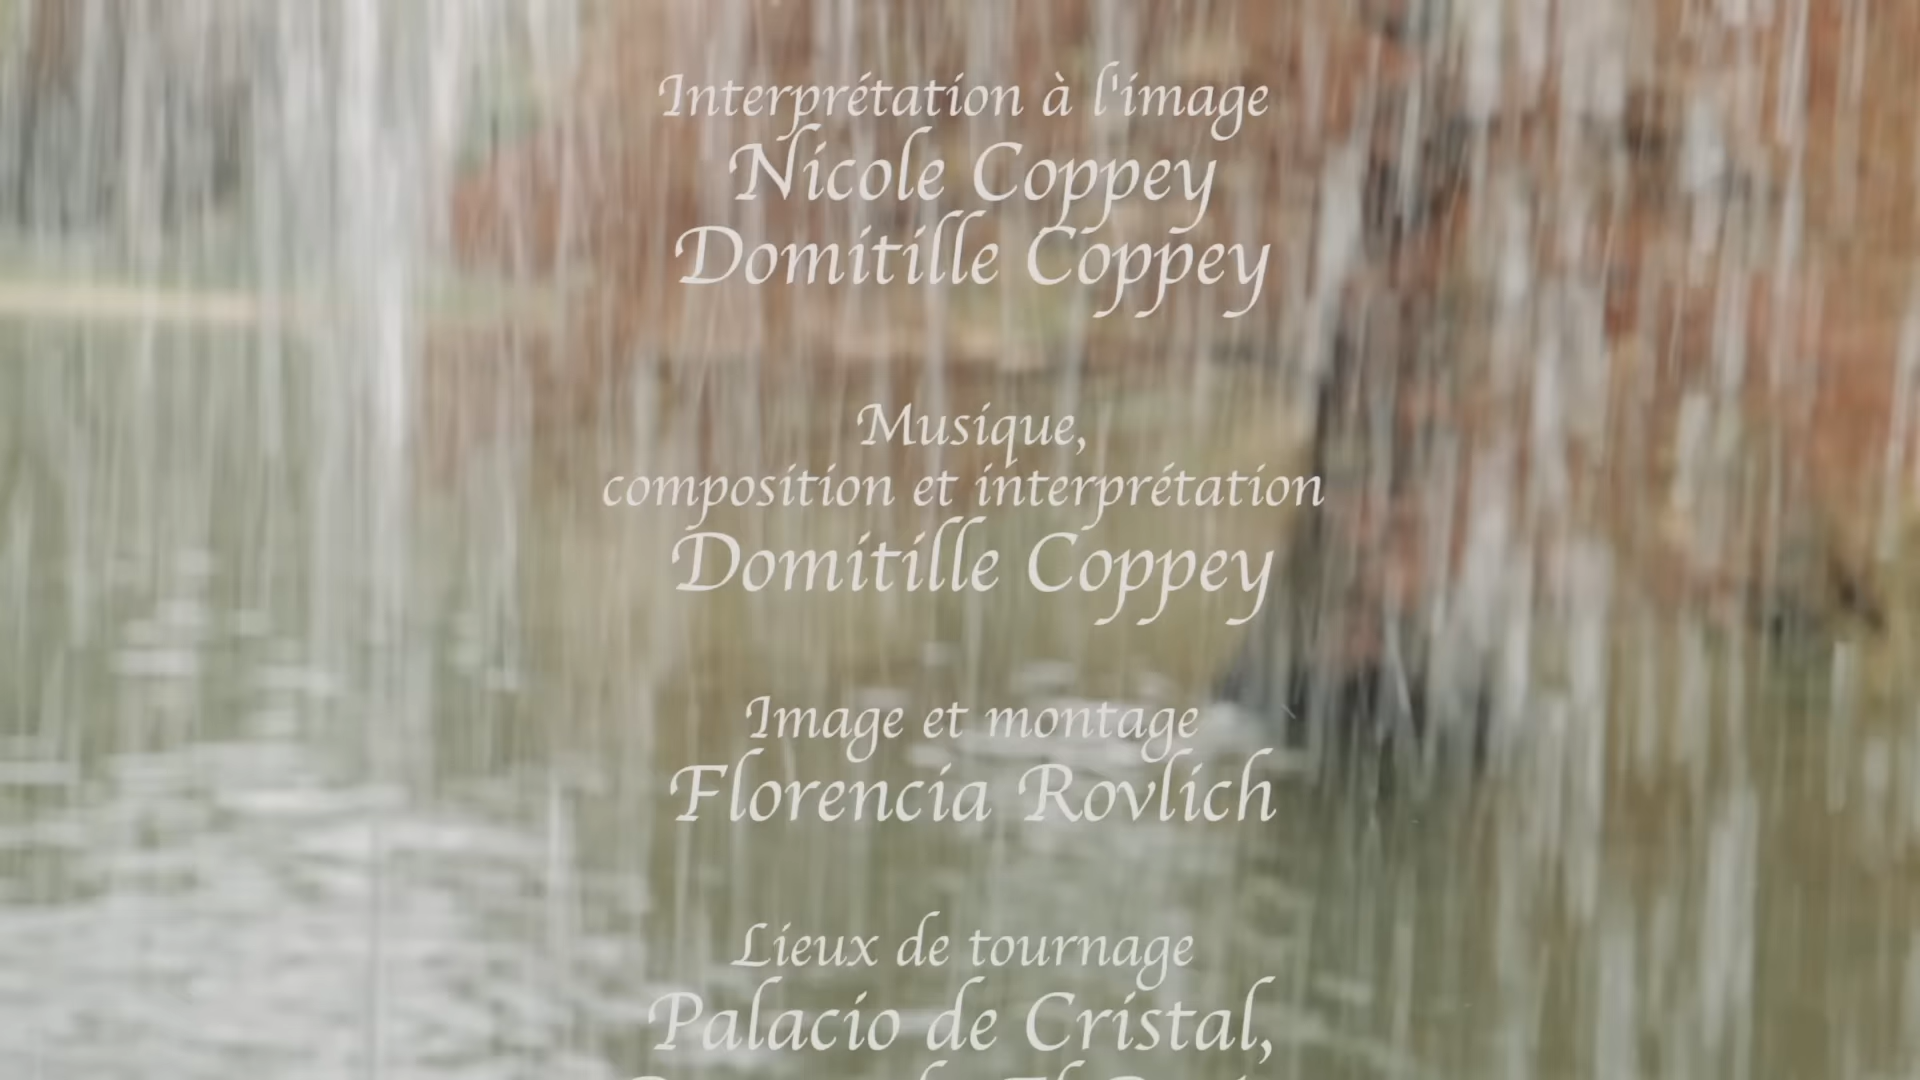 Interprétation à l'image
Nicole Coppey
Domitille Coppey
Musique,
composition et interprétation
Domitille Coppey
Image et montage
Florencia Rovlich
Lieux de tournage
Palacio de Cristal,